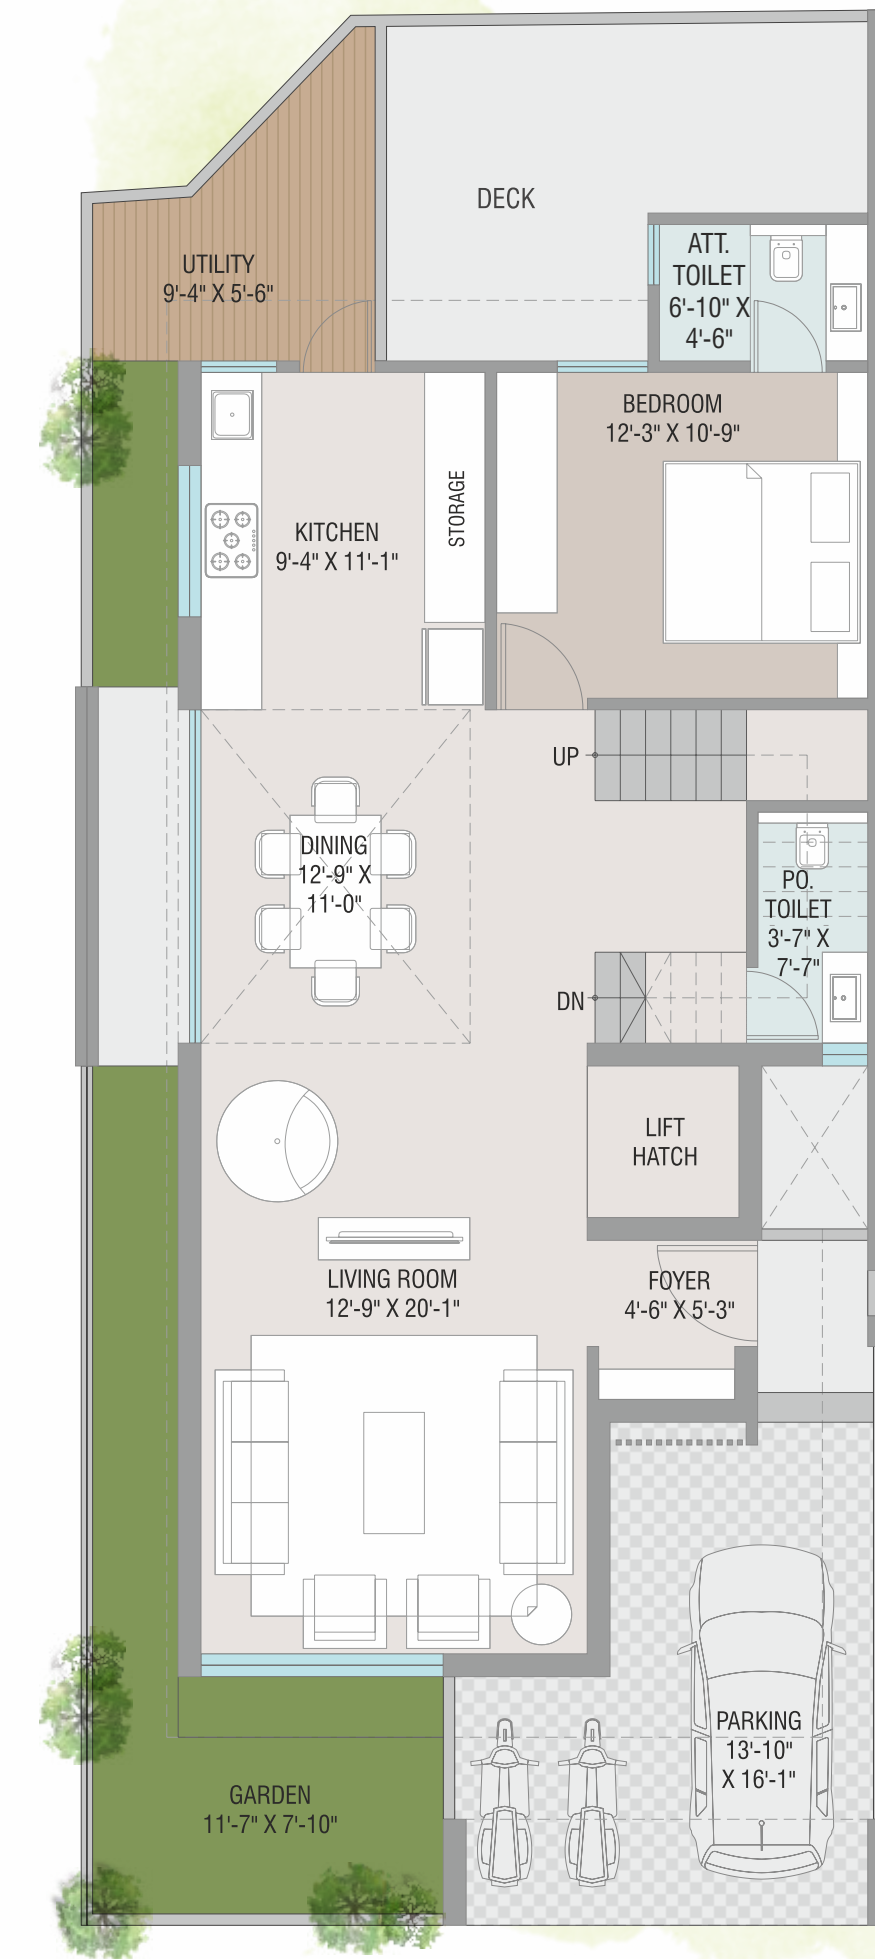 DECK
ATT.
TOILET
6'-10" X
4'-6"
UTILITY
9'-4" X 5'-6"
BEDROOM
12'-3" X 10'-9"
STORAGE
KITCHEN
9'-4" X 11'-1"
UP
DINING
12'-9" X
11'-0"
PO.
TOILET
3'-7" X
7'-7"
DN
LIFT
HATCH
LIVING ROOM
12'-9" X 20'-1"
FOYER
4'-6" X 5'-3"
PARKING
13'-10"
X 16'-1"
GARDEN
11'-7" X 7'-10"